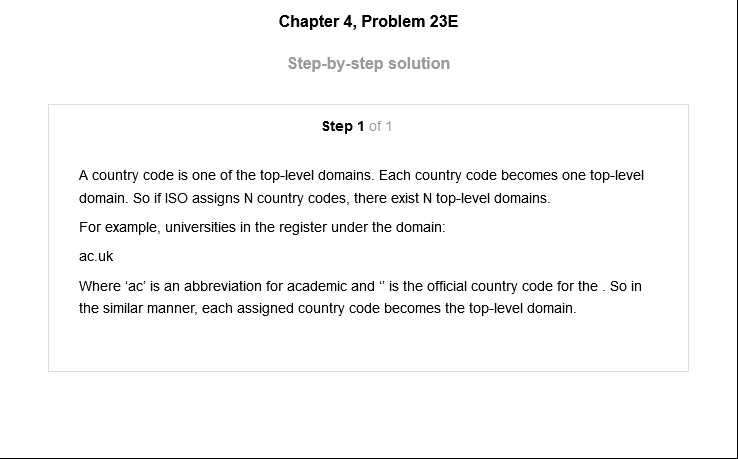 Chapter 4, Problem 23E
Step-by-step solution
Step 1 of 1
A country code is one of the top-level domains. Each country code becomes one top-level
domain. So if ISO assigns N country codes, there exist N top-level domains.
For example, universities in the register under the domain:
ac.uk
Where ‘ac’ is an abbreviation for academic and ‘’ is the official country code for the . So in
the similar manner, each assigned country code becomes the top-level domain.